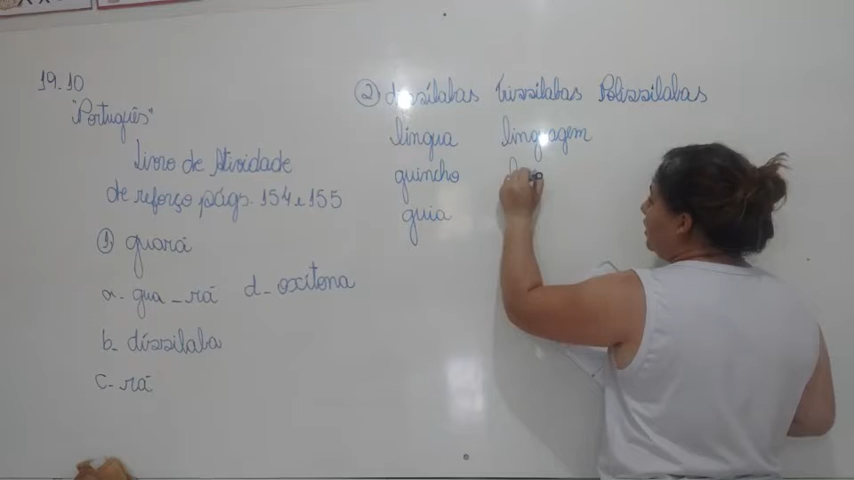 19.10
"Português"
Livro de Atividade
de reforço págs. 154 e 155
① guará
a- gua - rá d- oxítona
b- dissílaba
c- rá
② dissílabas trissílabas Polissílabas
língua linguagem
guincho
guia